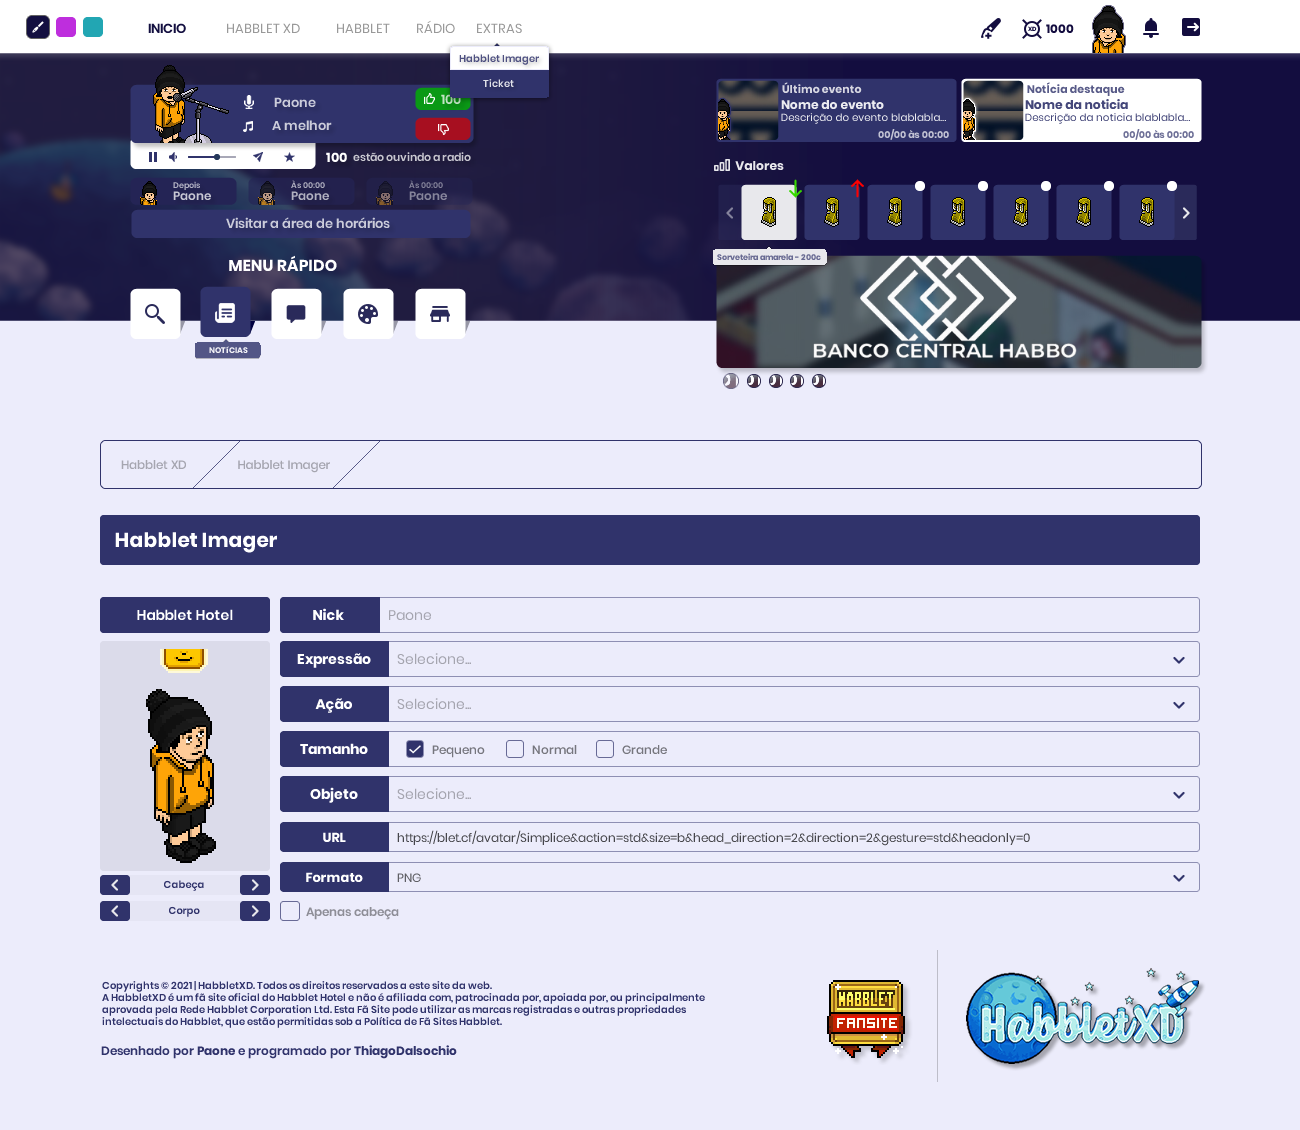 INICIO
HABBLET XD
HABBLET
RÁDIO
EXTRAS
1000
Habblet Imager
Ticket
Paone
100
A melhor
100 estão ouvindo a radio
Depois
Paone
Às 00:00
Paone
Às 00:00
Paone
Visitar a área de horários
MENU RÁPIDO
NOTÍCIAS
Último evento
Nome do evento
Descrição do evento blablabla...
00/00 às 00:00
Notícia destaque
Nome da noticia
Descrição da noticia blablabla...
00/00 às 00:00
Valores
Sorveteira amarela - 200c
BANCO CENTRAL HABBO
Habblet XD
Habblet Imager
Habblet Imager
Habblet Hotel
Nick
Paone
Expressão
Selecione...
Ação
Selecione...
Tamanho
Pequeno
Normal
Grande
Objeto
Selecione...
URL
https://blet.cf/avatar/Simplice&action=std&size=b&head_direction=2&direction=2&gesture=std&headonly=0
Formato
PNG
Cabeça
Corpo
Apenas cabeça
Copyrights © 2021 | HabbletXD. Todos os direitos reservados a este site da web.
A HabbletXD é um fã site oficial do Habblet Hotel e não é afiliada com, patrocinada por, apoiada por, ou principalmente
aprovada pela Rede Habblet Corporation Ltd. Esta Fã Site pode utilizar as marcas registradas e outras propriedades
intelectuais do Habblet, que estão permitidas sob a Política de Fã Sites Habblet.
Desenhado por Paone e programado por ThiagoDalsochio
HABBLET
FANSITE
HabbletXD